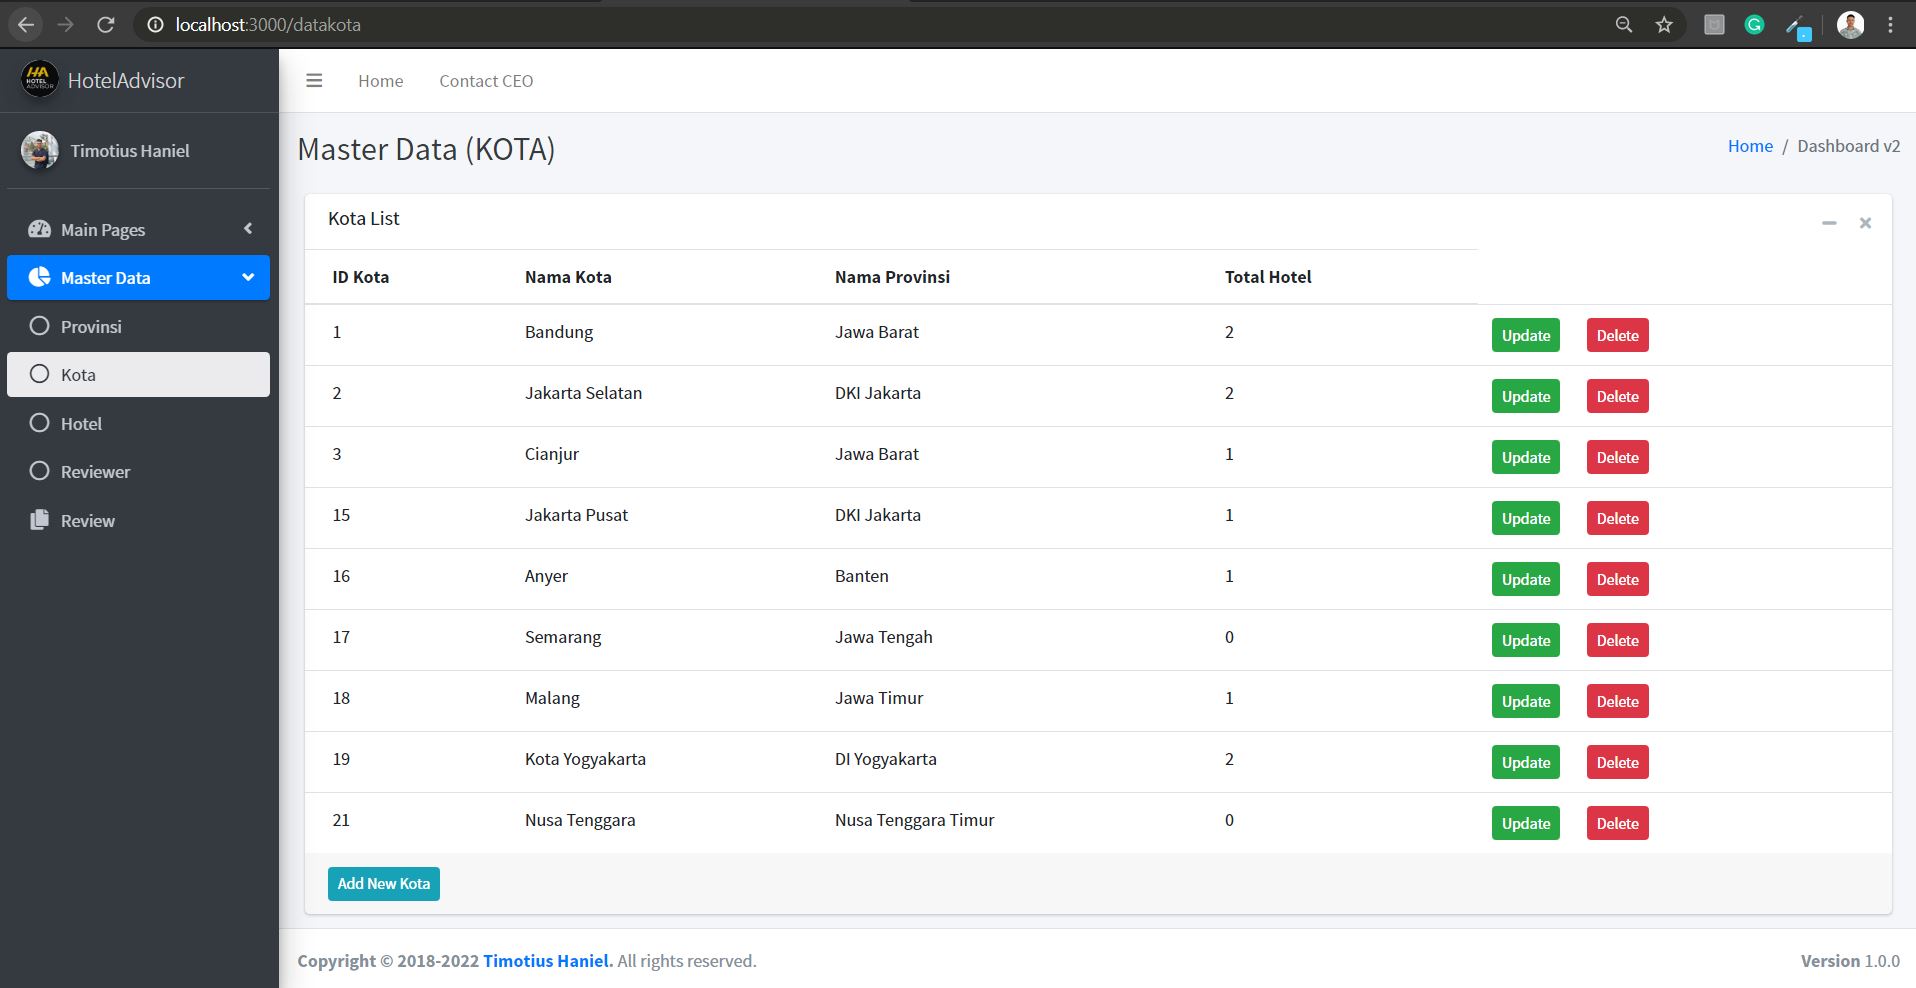 localhost:3000/datakota
HA
HOTEL
ADVISOR
HotelAdvisor
Home
Contact CEO
Timotius Haniel
Main Pages
Master Data
Provinsi
Kota
Hotel
Reviewer
Review
Master Data (KOTA)
Home / Dashboard v2
Kota List
ID Kota Nama Kota Nama Provinsi Total Hotel
1 Bandung Jawa Barat 2 Update Delete
2 Jakarta Selatan DKI Jakarta 2 Update Delete
3 Cianjur Jawa Barat 1 Update Delete
15 Jakarta Pusat DKI Jakarta 1 Update Delete
16 Anyer Banten 1 Update Delete
17 Semarang Jawa Tengah 0 Update Delete
18 Malang Jawa Timur 1 Update Delete
19 Kota Yogyakarta DI Yogyakarta 2 Update Delete
21 Nusa Tenggara Nusa Tenggara Timur 0 Update Delete
Add New Kota
Copyright © 2018-2022 Timotius Haniel. All rights reserved.
Version 1.0.0